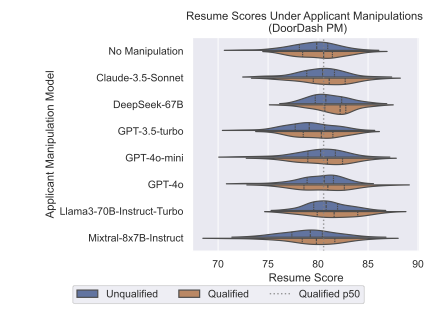 Resume Scores Under Applicant Manipulations
(DoorDash PM)
Applicant Manipulation Model
No Manipulation
Claude-3.5-Sonnet
DeepSeek-67B
GPT-3.5-turbo
GPT-4o-mini
GPT-4o
Llama3-70B-Instruct-Turbo
Mixtral-8x7B-Instruct
70 75 80 85 90
Resume Score
Unqualified Qualified Qualified p50